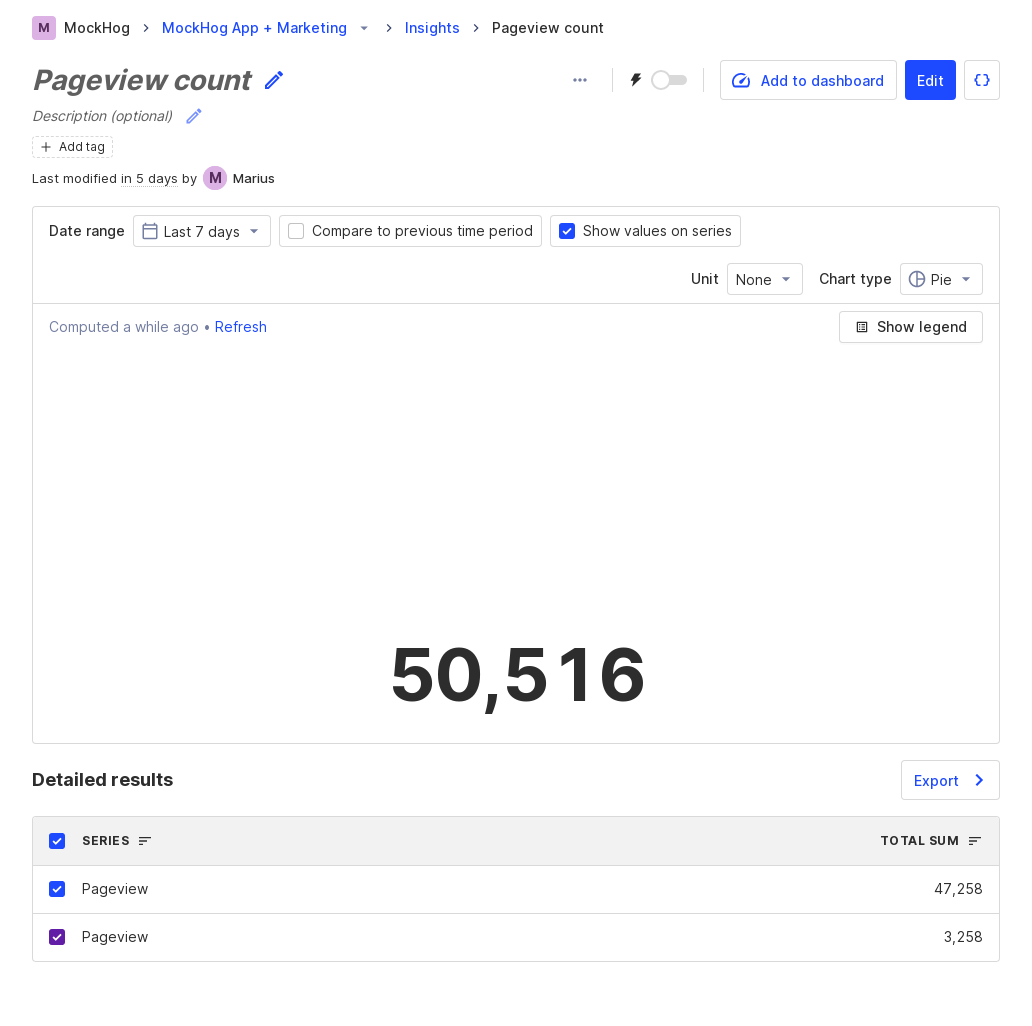 M MockHog MockHog App + Marketing Insights Pageview count
Pageview count
Add to dashboard Edit
Description (optional)
Add tag
Last modified in 5 days by M Marius
Date range Last 7 days Compare to previous time period Show values on series
Unit None Chart type Pie
Computed a while ago • Refresh Show legend
50,516
Detailed results Export
SERIES TOTAL SUM
Pageview 47,258
Pageview 3,258